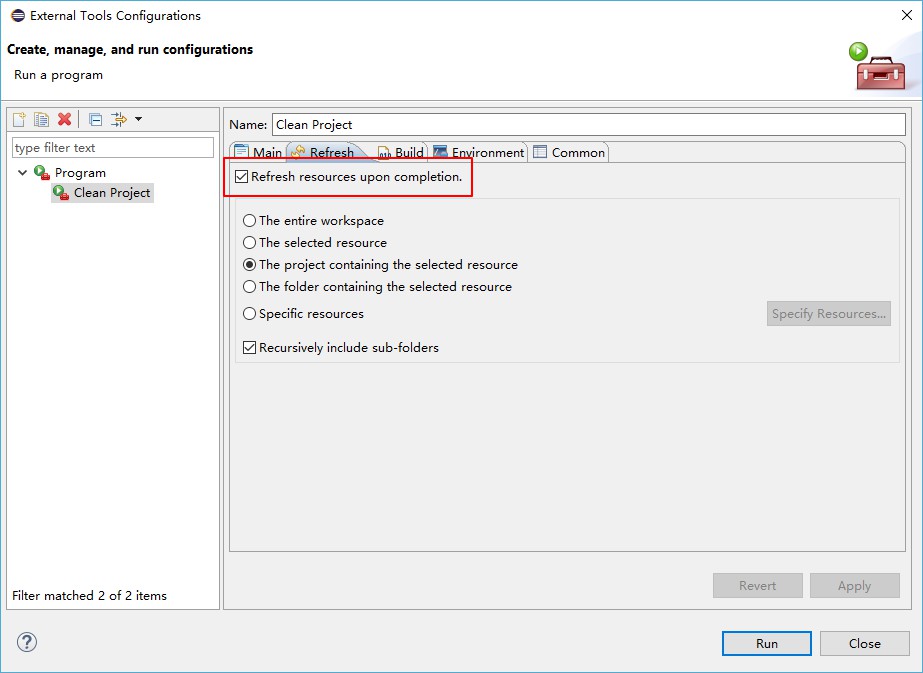 External Tools Configurations
Create, manage, and run configurations
Run a program
type filter text
Program
Clean Project
Filter matched 2 of 2 items
Name: Clean Project
Main Refresh Build Environment Common
Refresh resources upon completion.
The entire workspace
The selected resource
The project containing the selected resource
The folder containing the selected resource
Specific resources Specify Resources...
Recursively include sub-folders
Revert Apply
? Run Close